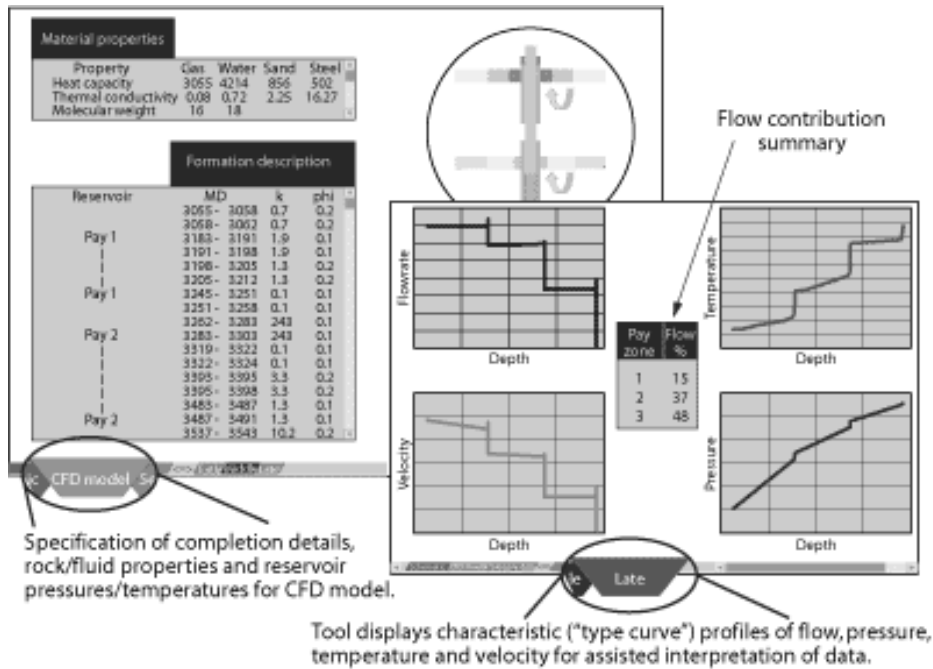 Material properties
Property Gas Water Sand Steel
Heat capacity 3055 4214 856 502
Thermal conductivity 0.08 0.72 2.25 16.27
Molecular weight 16 18
Formation description
Reservoir MD k phi
3055 - 3058 0.7 0.2
3058 - 3062 0.7 0.2
Pay 1 3183 - 3191 1.9 0.1
3191 - 3198 1.9 0.1
3198 - 3205 1.3 0.2
3205 - 3212 1.3 0.2
Pay 1 3245 - 3251 0.1 0.1
3251 - 3258 0.1 0.1
3262 - 3283 243 0.1
Pay 2 3283 - 3303 243 0.1
3319 - 3322 0.1 0.1
3322 - 3324 0.1 0.1
3393 - 3395 3.3 0.2
3395 - 3398 3.3 0.2
3483 - 3487 1.3 0.1
Pay 2 3487 - 3491 1.3 0.1
3537 - 3543 10.2 0.2
CFD model
Specification of completion details,
rock/fluid properties and reservoir
pressures/temperatures for CFD model.
Flow contribution
summary
Flowrate
Depth
Temperature
Depth
Pay zone Flow %
1 15
2 37
3 48
Velocity
Depth
Pressure
Depth
Late
Tool displays characteristic ("type curve") profiles of flow, pressure,
temperature and velocity for assisted interpretation of data.